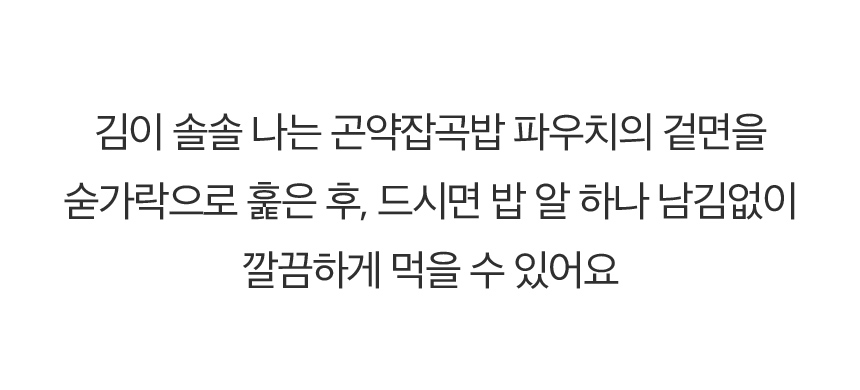 김이 솔솔 나는 곤약잡곡밥 파우치의 겉면을
숟가락으로 훑은 후, 드시면 밥 알 하나 남김없이
깔끔하게 먹을 수 있어요